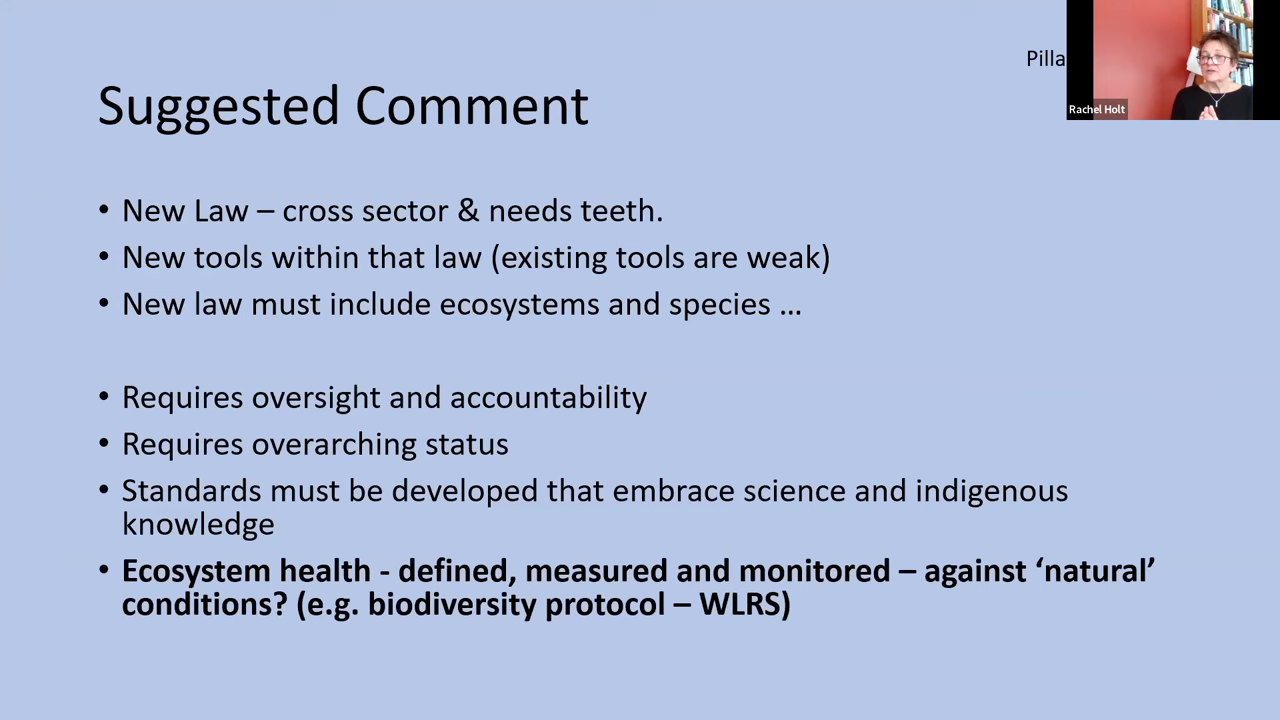 Pilla
Rachel Holt
Suggested Comment
• New Law – cross sector & needs teeth.
• New tools within that law (existing tools are weak)
• New law must include ecosystems and species …
• Requires oversight and accountability
• Requires overarching status
• Standards must be developed that embrace science and indigenous
knowledge
• Ecosystem health - defined, measured and monitored – against ‘natural’
conditions? (e.g. biodiversity protocol – WLRS)